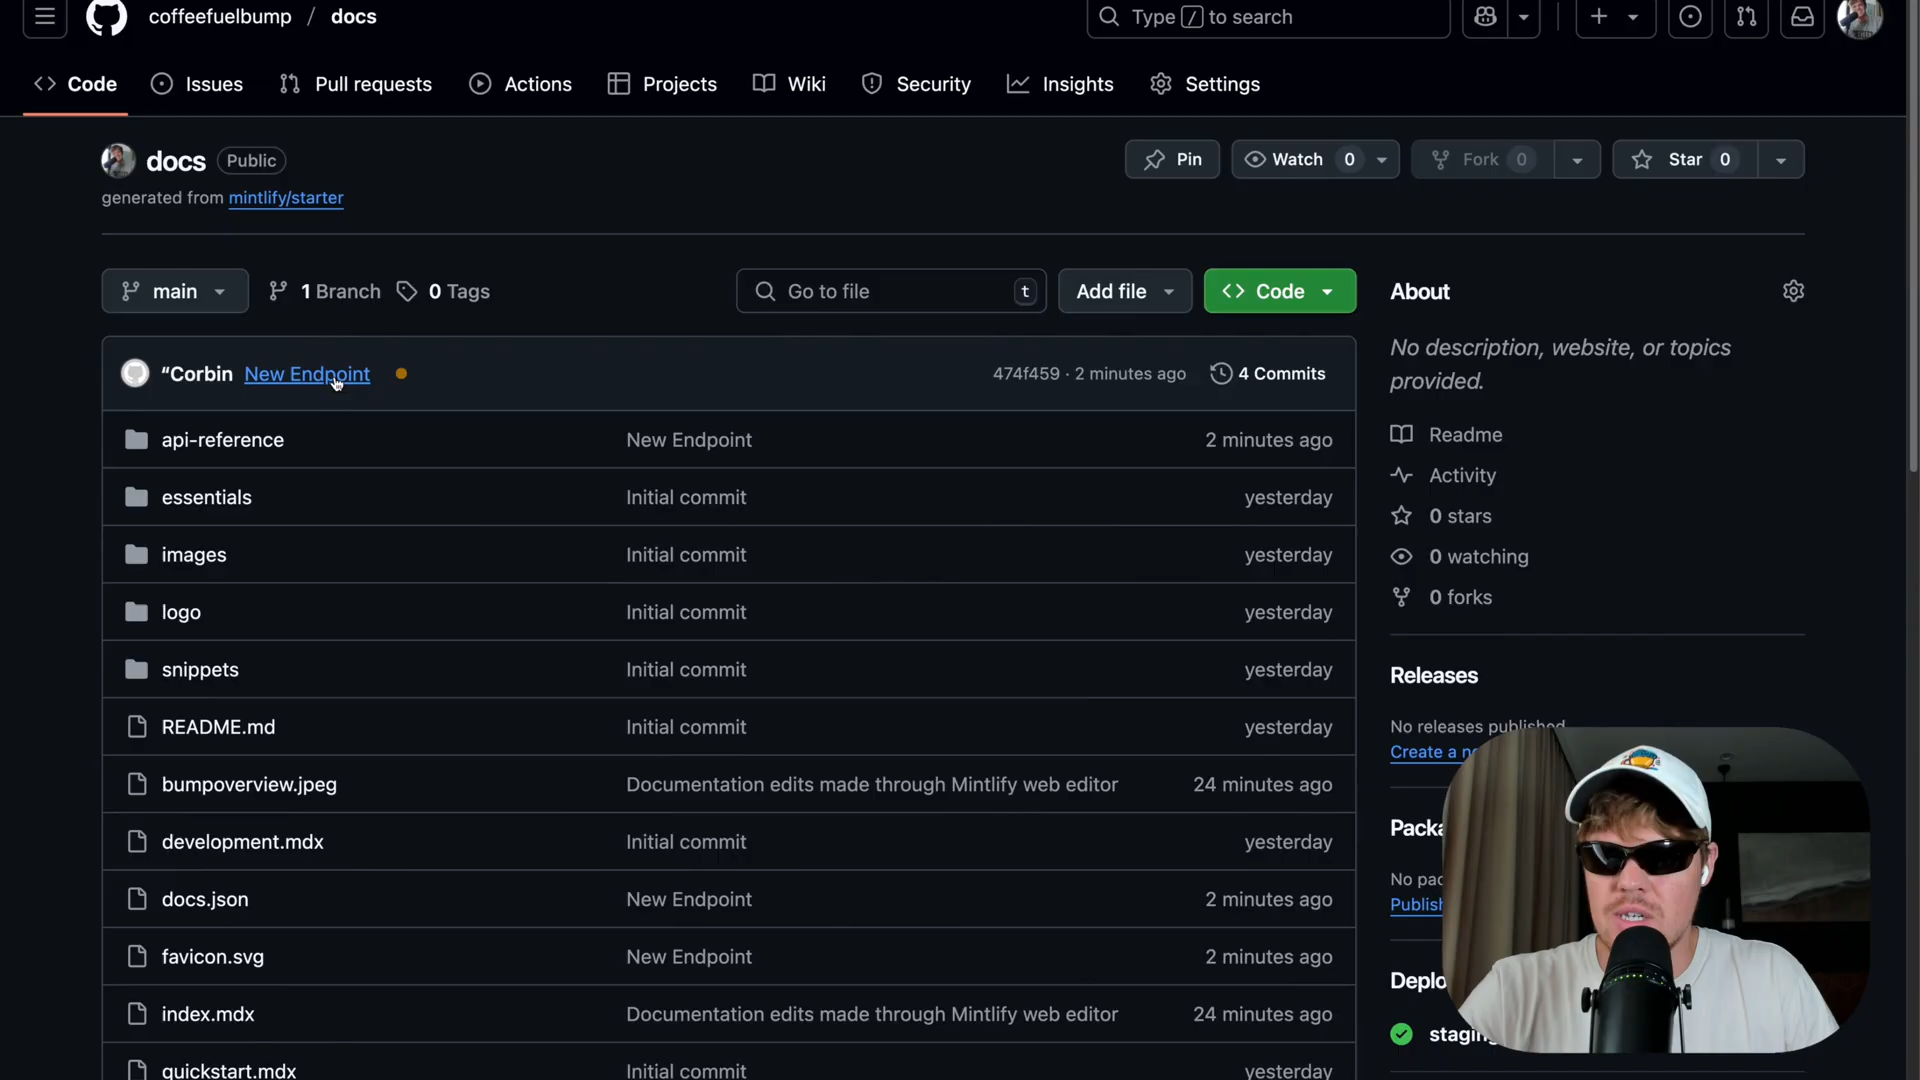 coffeefuelbump / docs
Type / to search
Code
Issues
Pull requests
Actions
Projects
Wiki
Security
Insights
Settings
docs Public
generated from mintlify/starter
Pin
Watch 0
Fork 0
Star 0
main
1 Branch
0 Tags
Go to file t
Add file
Code
“Corbin New Endpoint 474f459 · 2 minutes ago 4 Commits
api-reference New Endpoint 2 minutes ago
essentials Initial commit yesterday
images Initial commit yesterday
logo Initial commit yesterday
snippets Initial commit yesterday
README.md Initial commit yesterday
bumpoverview.jpeg Documentation edits made through Mintlify web editor 24 minutes ago
development.mdx Initial commit yesterday
docs.json New Endpoint 2 minutes ago
favicon.svg New Endpoint 2 minutes ago
index.mdx Documentation edits made through Mintlify web editor 24 minutes ago
quickstart.mdx Initial commit yesterday
About
No description, website, or topics
provided.
Readme
Activity
0 stars
0 watching
0 forks
Releases
No releases published
Create a
No